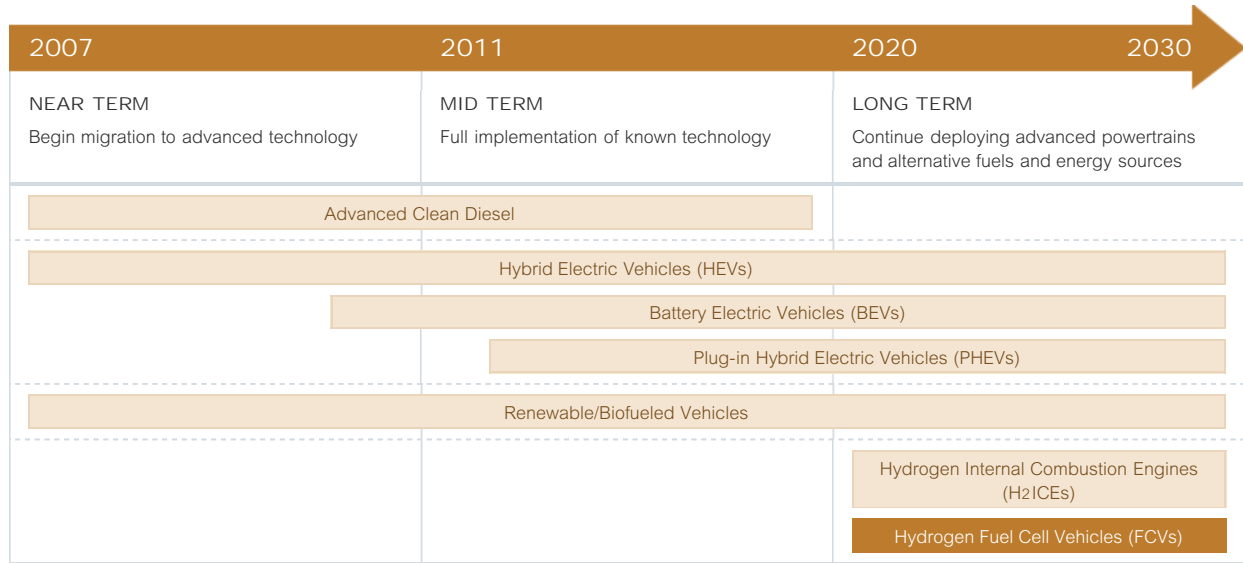 2007
2011
2020
2030
NEAR TERM
Begin migration to advanced technology
MID TERM
Full implementation of known technology
LONG TERM
Continue deploying advanced powertrains
and alternative fuels and energy sources
Advanced Clean Diesel
Hybrid Electric Vehicles (HEVs)
Battery Electric Vehicles (BEVs)
Plug-in Hybrid Electric Vehicles (PHEVs)
Renewable/Biofueled Vehicles
Hydrogen Internal Combustion Engines
(H2ICEs)
Hydrogen Fuel Cell Vehicles (FCVs)